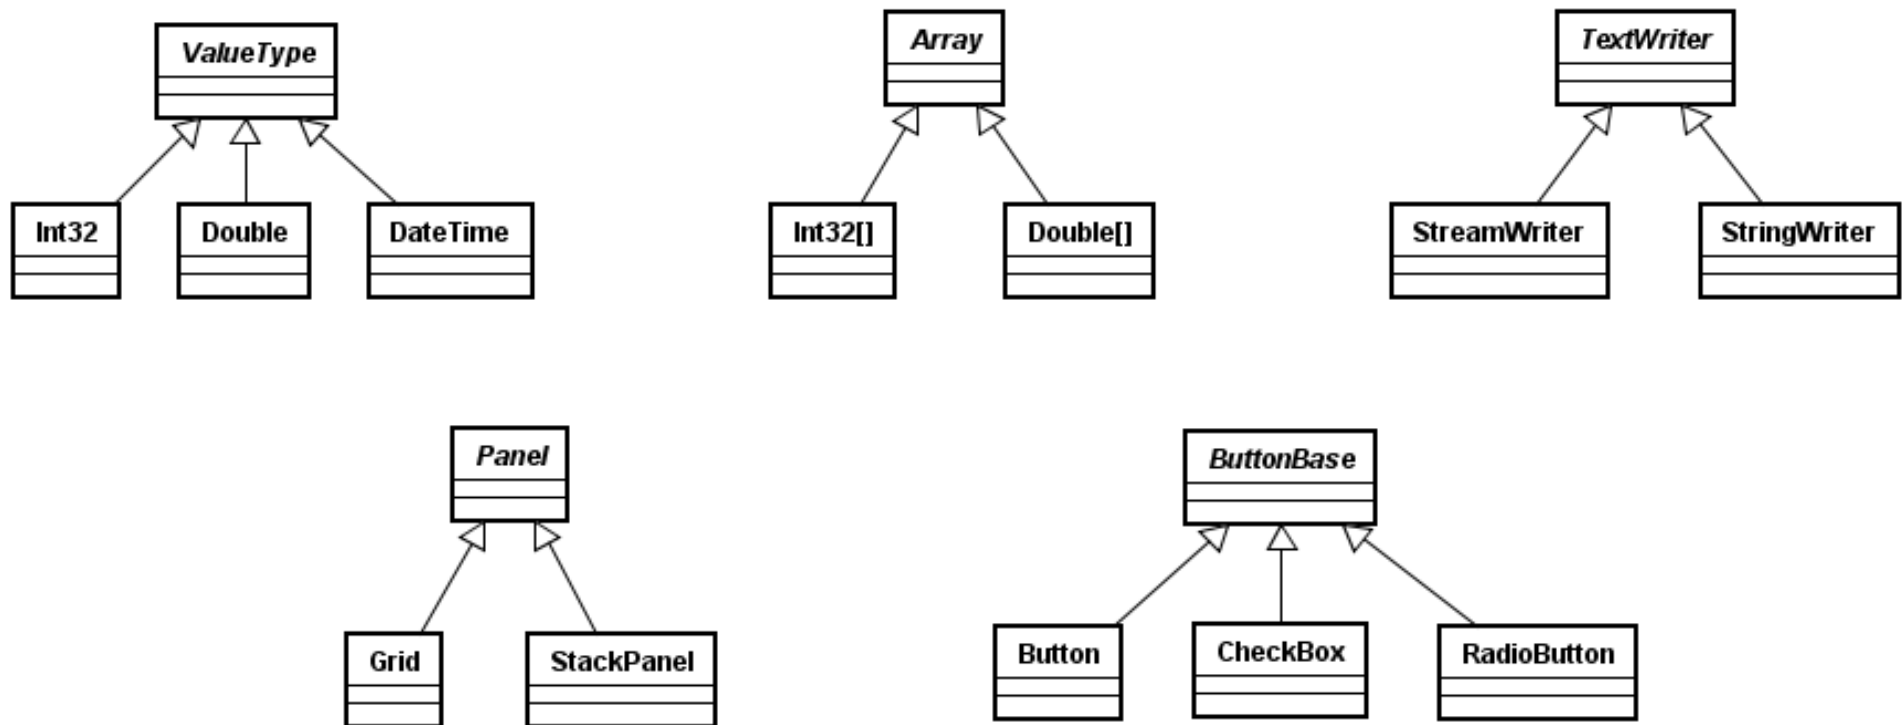 ValueType
Array
TextWriter
Int32
Double
DateTime
Int32[]
Double[]
StreamWriter
StringWriter
Panel
ButtonBase
Grid
StackPanel
Button
CheckBox
RadioButton